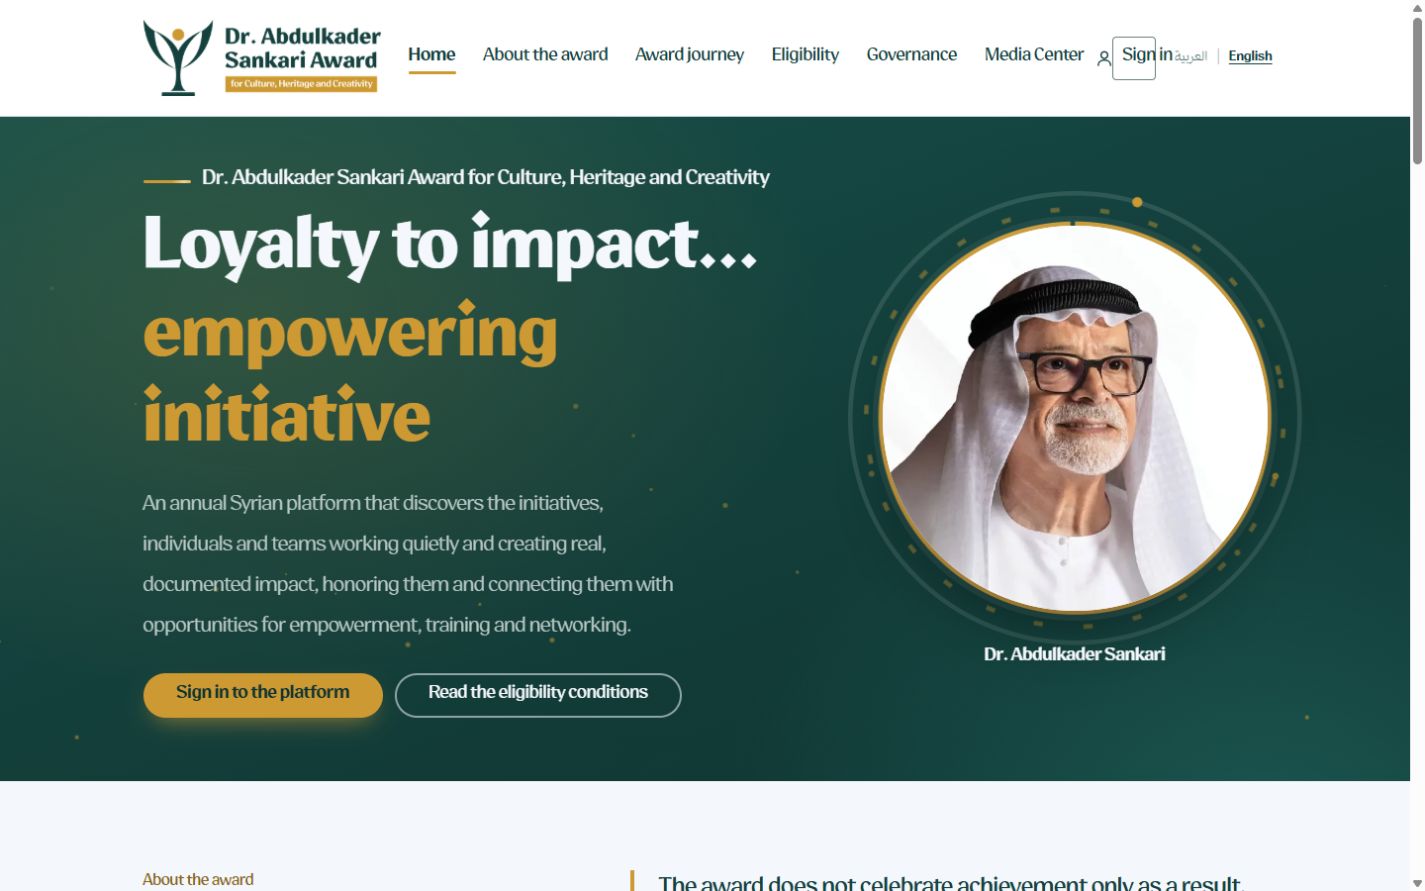 Dr. Abdulkader
Sankari Award
for Culture, Heritage and Creativity
Home
About the award
Award journey
Eligibility
Governance
Media Center
Sign in
العربية
English
Dr. Abdulkader Sankari Award for Culture, Heritage and Creativity
Loyalty to impact...
empowering
initiative
An annual Syrian platform that discovers the initiatives,
individuals and teams working quietly and creating real,
documented impact, honoring them and connecting them with
opportunities for empowerment, training and networking.
Sign in to the platform
Read the eligibility conditions
Dr. Abdulkader Sankari
About the award
The award does not celebrate achievement only as a result,